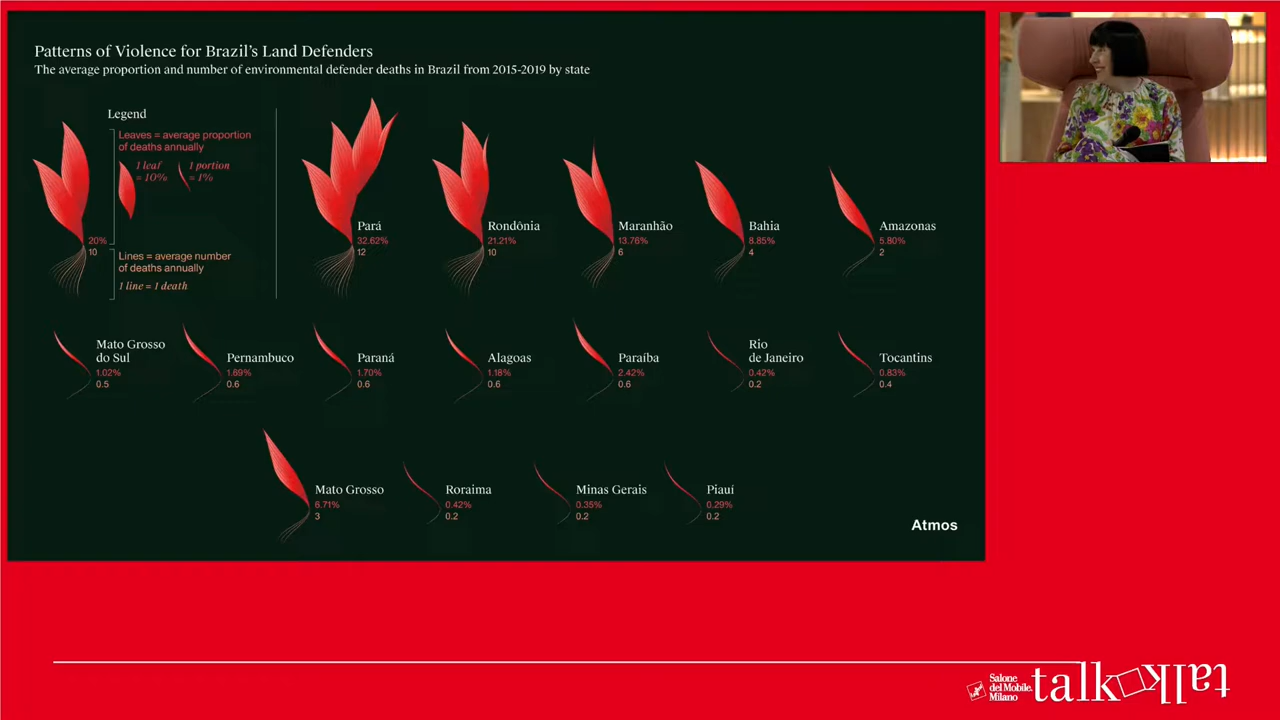 Patterns of Violence for Brazil's Land Defenders
The average proportion and number of environmental defender deaths in Brazil from 2015-2019 by state
Legend
Leaves = average proportion
of deaths annually
1 leaf
= 10%
1 portion
= 1%
20%
10
Lines = average number
of deaths annually
1 line = 1 death
Pará
32.62%
12
Rondônia
21.21%
10
Maranhão
13.76%
6
Bahia
8.85%
4
Amazonas
5.80%
2
Mato Grosso
do Sul
1.02%
0.5
Pernambuco
1.69%
0.6
Paraná
1.70%
0.6
Alagoas
1.18%
0.6
Paraíba
2.42%
0.6
Rio
de Janeiro
0.42%
0.2
Tocantins
0.83%
0.4
Mato Grosso
6.71%
3
Roraima
0.42%
0.2
Minas Gerais
0.35%
0.2
Piauí
0.29%
0.2
Atmos
Salone
del Mobile.
Milano
talk
talk